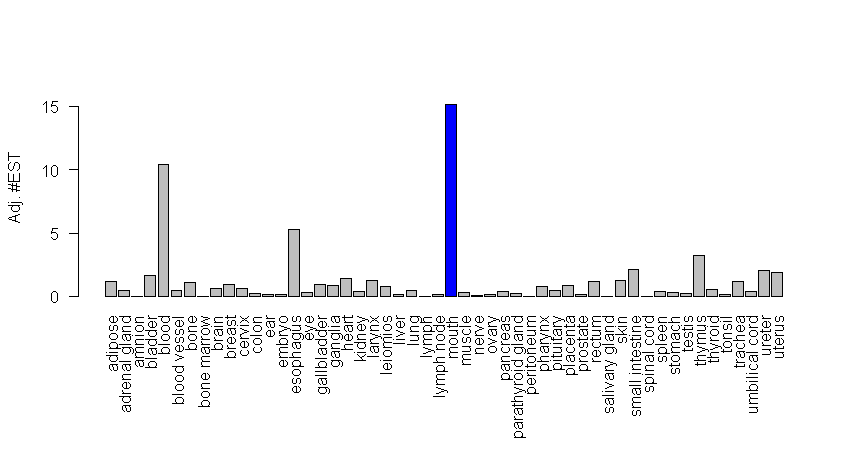 Adj. #EST
15
10
5
0
adipose
adrenal gland
amnion
bladder
blood
blood vessel
bone
bone marrow
brain
breast
cervix
colon
ear
embryo
esophagus
eye
gallbladder
ganglia
heart
kidney
larynx
leiomios
liver
lung
lymph
lymph node
mouth
muscle
nerve
ovary
pancreas
parathyroid gland
peritoneum
pharynx
pituitary
placenta
prostate
rectum
salivary gland
skin
small intestine
spinal cord
spleen
stomach
testis
thymus
thyroid
tonsil
trachea
umbilical cord
ureter
uterus